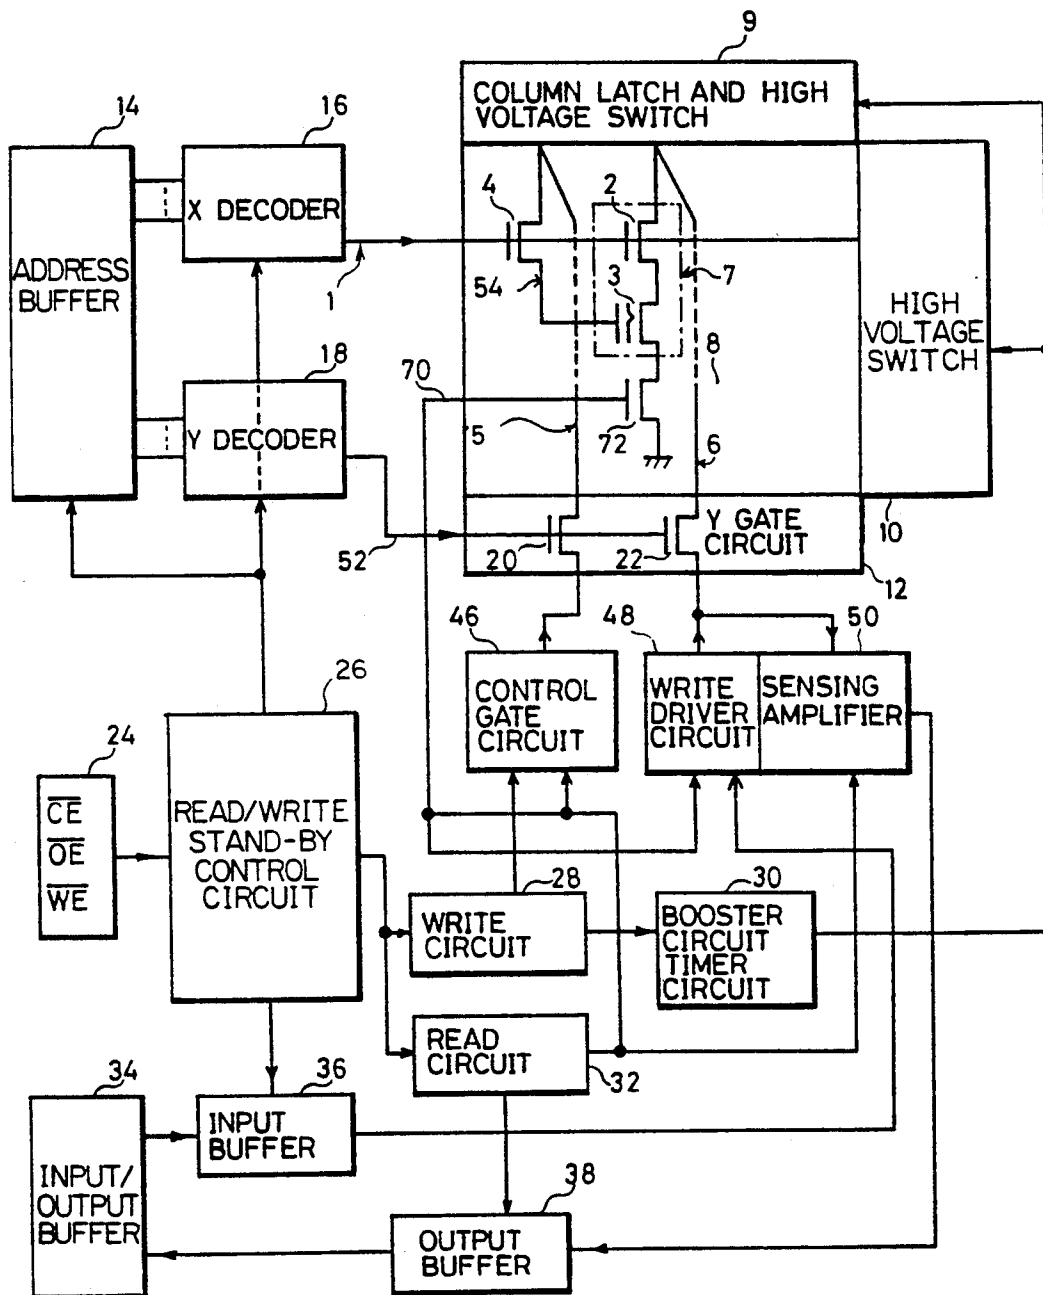 9
COLUMN LATCH AND HIGH
VOLTAGE SWITCH
14
16
X DECODER
ADDRESS
BUFFER
1
4
2
54
3
7
8
HIGH
VOLTAGE
SWITCH
18
Y DECODER
70
5
72
6
52
20
22
Y GATE
CIRCUIT
10
12
46
CONTROL
GATE
CIRCUIT
48
WRITE
DRIVER
CIRCUIT
50
SENSING
AMPLIFIER
24
CE
OE
WE
26
READ/WRITE
STAND-BY
CONTROL
CIRCUIT
28
WRITE
CIRCUIT
30
BOOSTER
CIRCUIT
TIMER
CIRCUIT
READ
CIRCUIT
32
34
INPUT/
OUTPUT
BUFFER
36
INPUT
BUFFER
38
OUTPUT
BUFFER